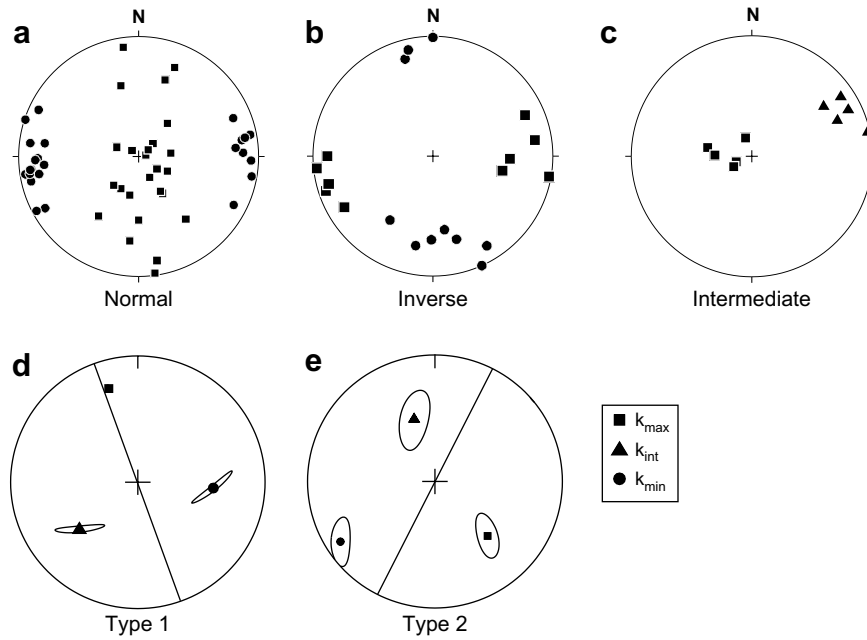 a
N
Normal
b
N
Inverse
c
N
Intermediate
d
Type 1
e
Type 2
k_max
k_int
k_min